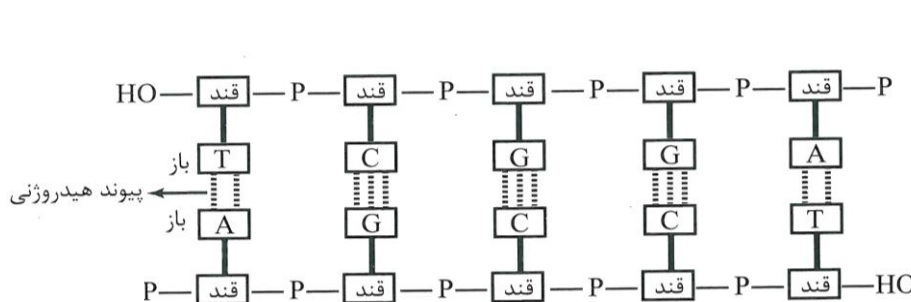 HO— قند —P— قند —P— قند —P— قند —P— قند —P
باز T C G G A
پیوند هیدروژنی
باز A G C C T
P— قند —P— قند —P— قند —P— قند —P— قند —HO